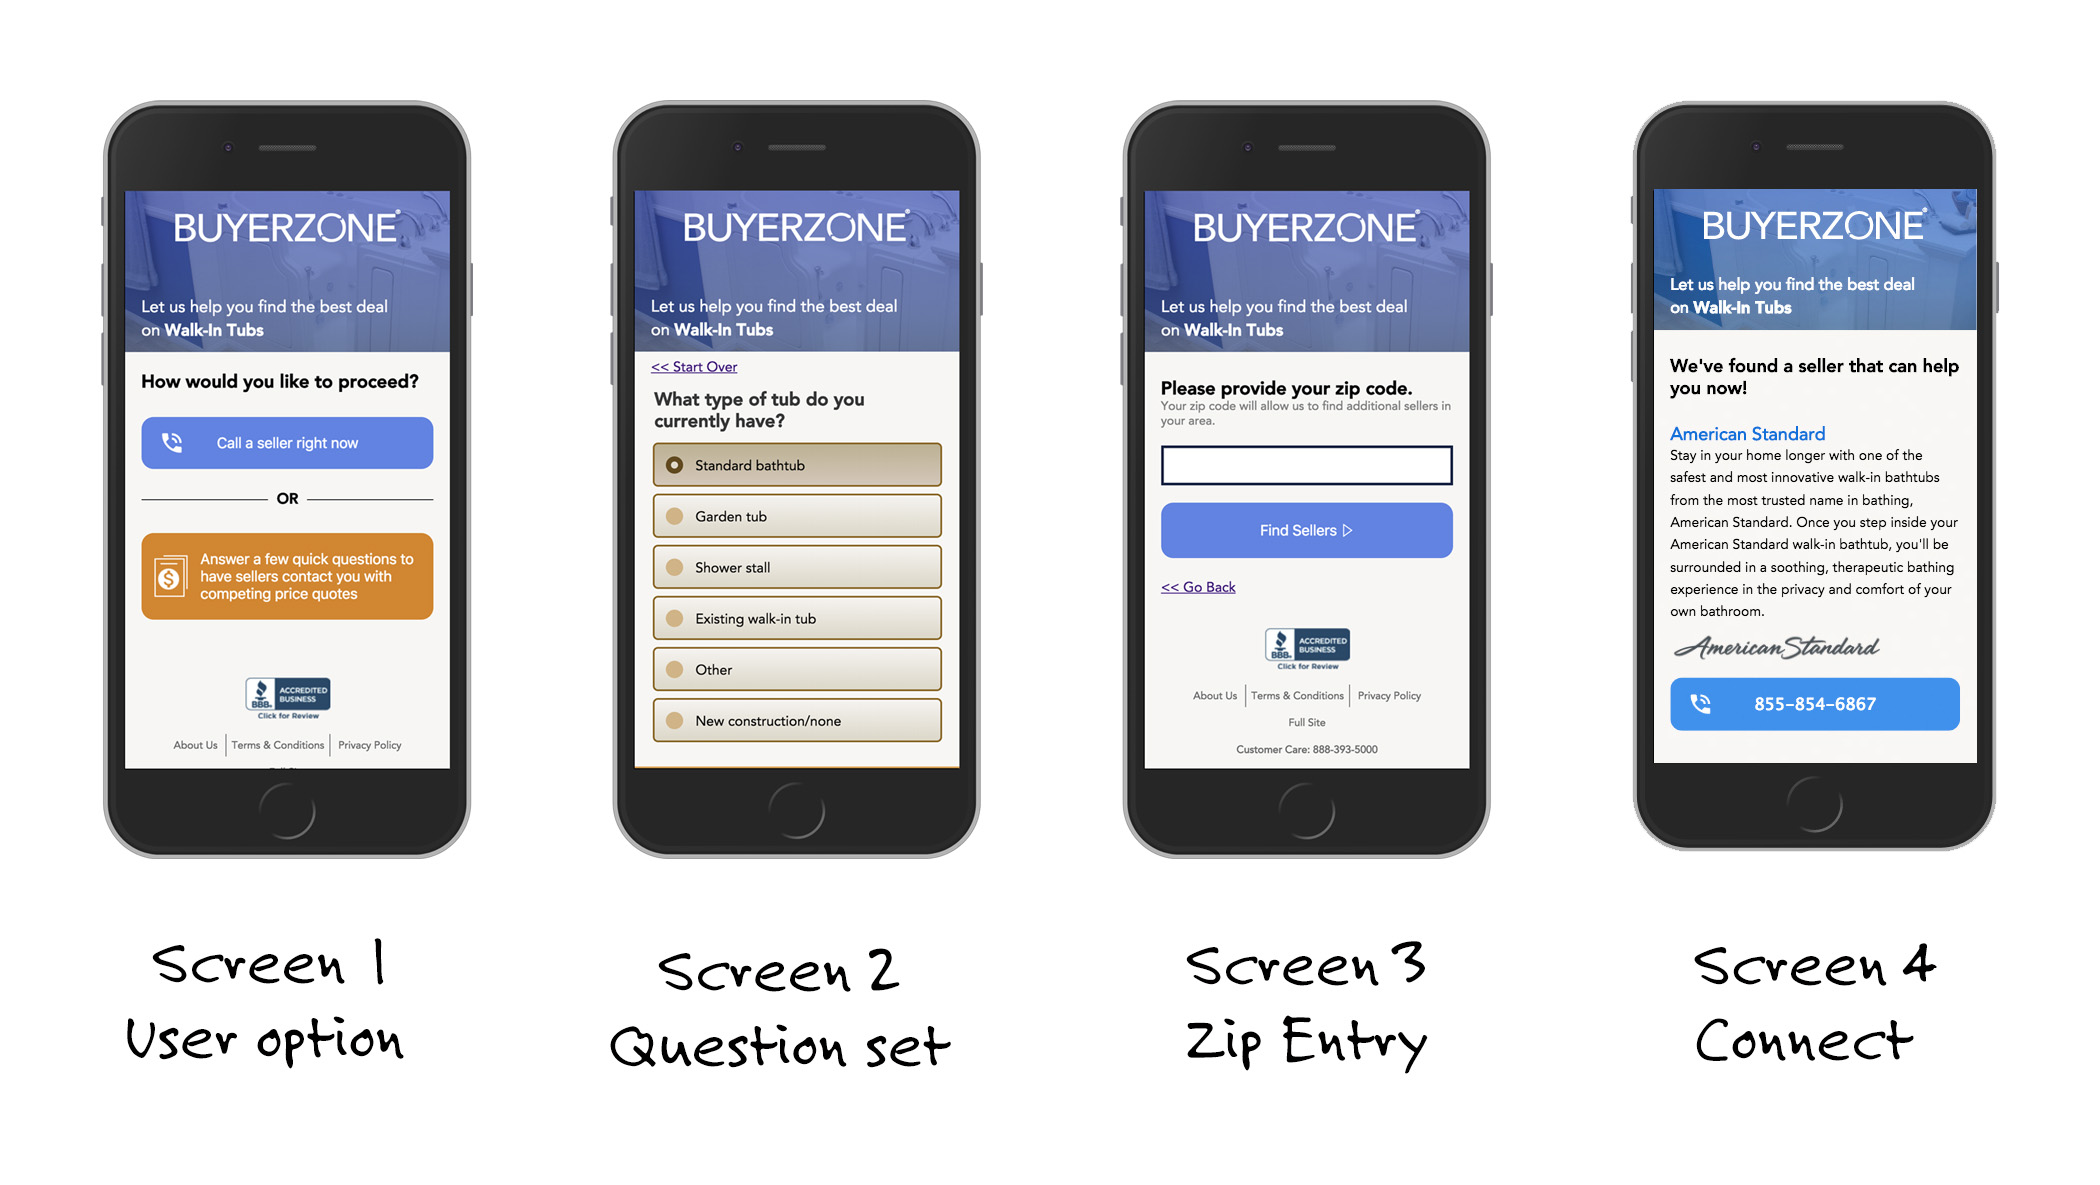 BUYERZONE®
Let us help you find the best deal
on Walk-In Tubs
How would you like to proceed?
Call a seller right now
OR
Answer a few quick questions to
have sellers contact you with
competing price quotes
BBB.
ACCREDITED
BUSINESS
Click for Review
About Us | Terms & Conditions | Privacy Policy
Screen 1
User option
BUYERZONE®
Let us help you find the best deal
on Walk-In Tubs
<< Start Over
What type of tub do you
currently have?
Standard bathtub
Garden tub
Shower stall
Existing walk-in tub
Other
New construction/none
Screen 2
Question set
BUYERZONE®
Let us help you find the best deal
on Walk-In Tubs
Please provide your zip code.
Your zip code will allow us to find additional sellers in
your area.
Find Sellers
<< Go Back
BBB.
ACCREDITED
BUSINESS
Click for Review
About Us | Terms & Conditions | Privacy Policy
Full Site
Customer Care: 888-393-5000
Screen 3
Zip Entry
BUYERZONE®
Let us help you find the best deal
on Walk-In Tubs
We've found a seller that can help
you now!
American Standard
Stay in your home longer with one of the
safest and most innovative walk-in bathtubs
from the most trusted name in bathing,
American Standard. Once you step inside your
American Standard walk-in bathtub, you'll be
surrounded in a soothing, therapeutic bathing
experience in the privacy and comfort of your
own bathroom.
American Standard
855-854-6867
Screen 4
Connect